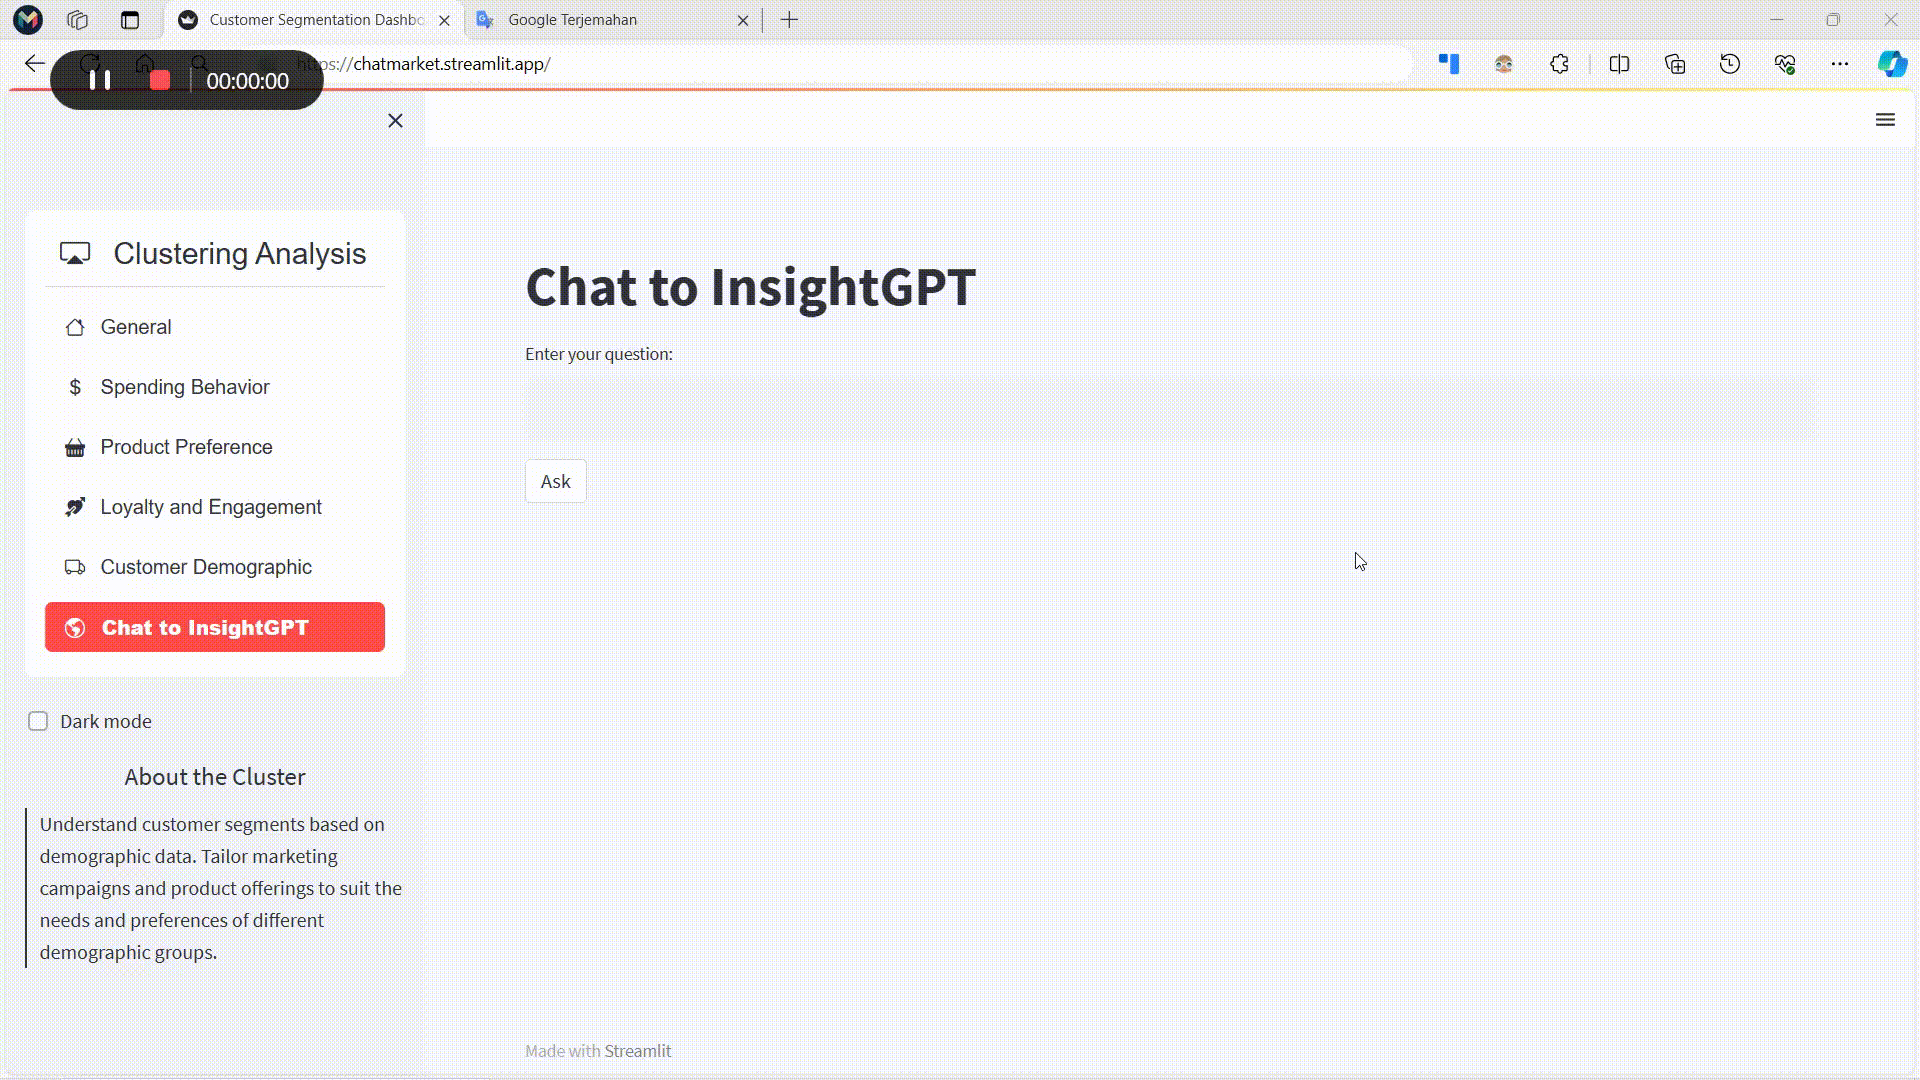 Customer Segmentation Dashbo
Google Terjemahan
https://chatmarket.streamlit.app/
00:00:00
Clustering Analysis
General
Spending Behavior
Product Preference
Loyalty and Engagement
Customer Demographic
Chat to InsightGPT
Dark mode
About the Cluster
Understand customer segments based on
demographic data. Tailor marketing
campaigns and product offerings to suit the
needs and preferences of different
demographic groups.
Chat to InsightGPT
Enter your question:
Ask
Made with Streamlit